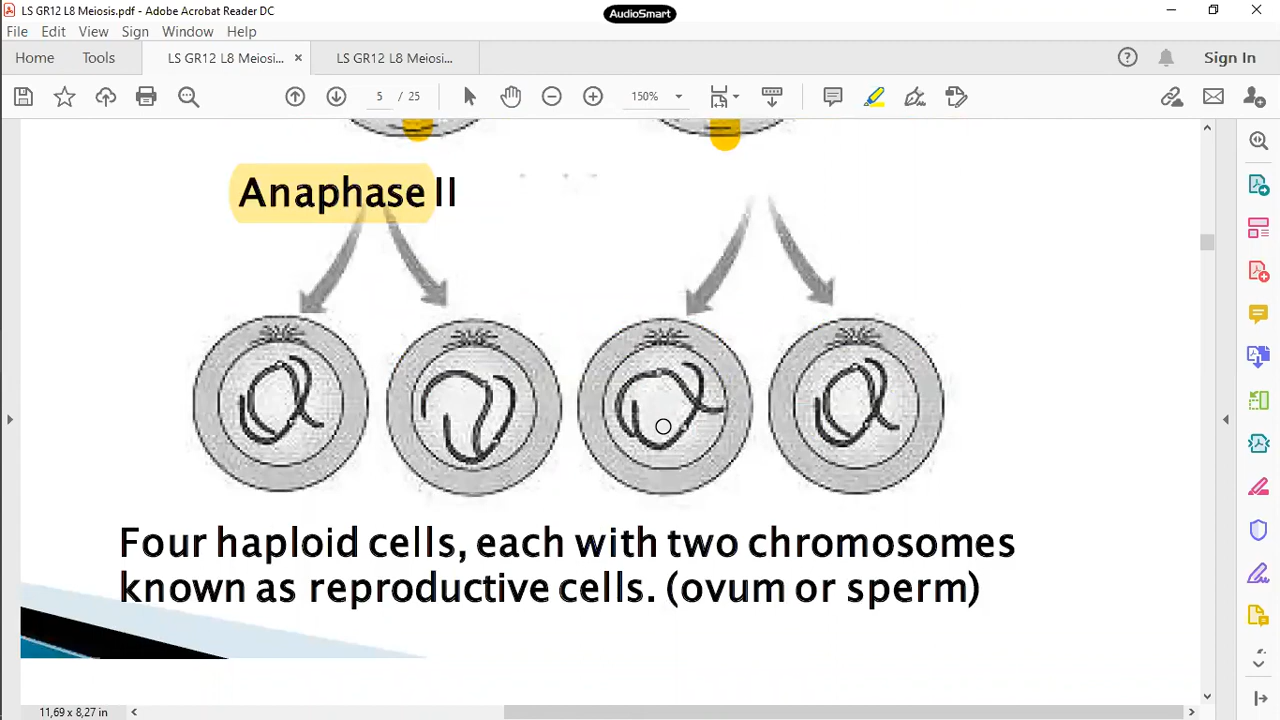 LS GR12 L8 Meiosis.pdf - Adobe Acrobat Reader DC
AudioSmart
File Edit View Sign Window Help
Home Tools LS GR12 L8 Meiosi... × LS GR12 L8 Meiosi... Sign In
5 / 25 150%
Anaphase II
Four haploid cells, each with two chromosomes
known as reproductive cells. (ovum or sperm)
11,69 x 8,27 in